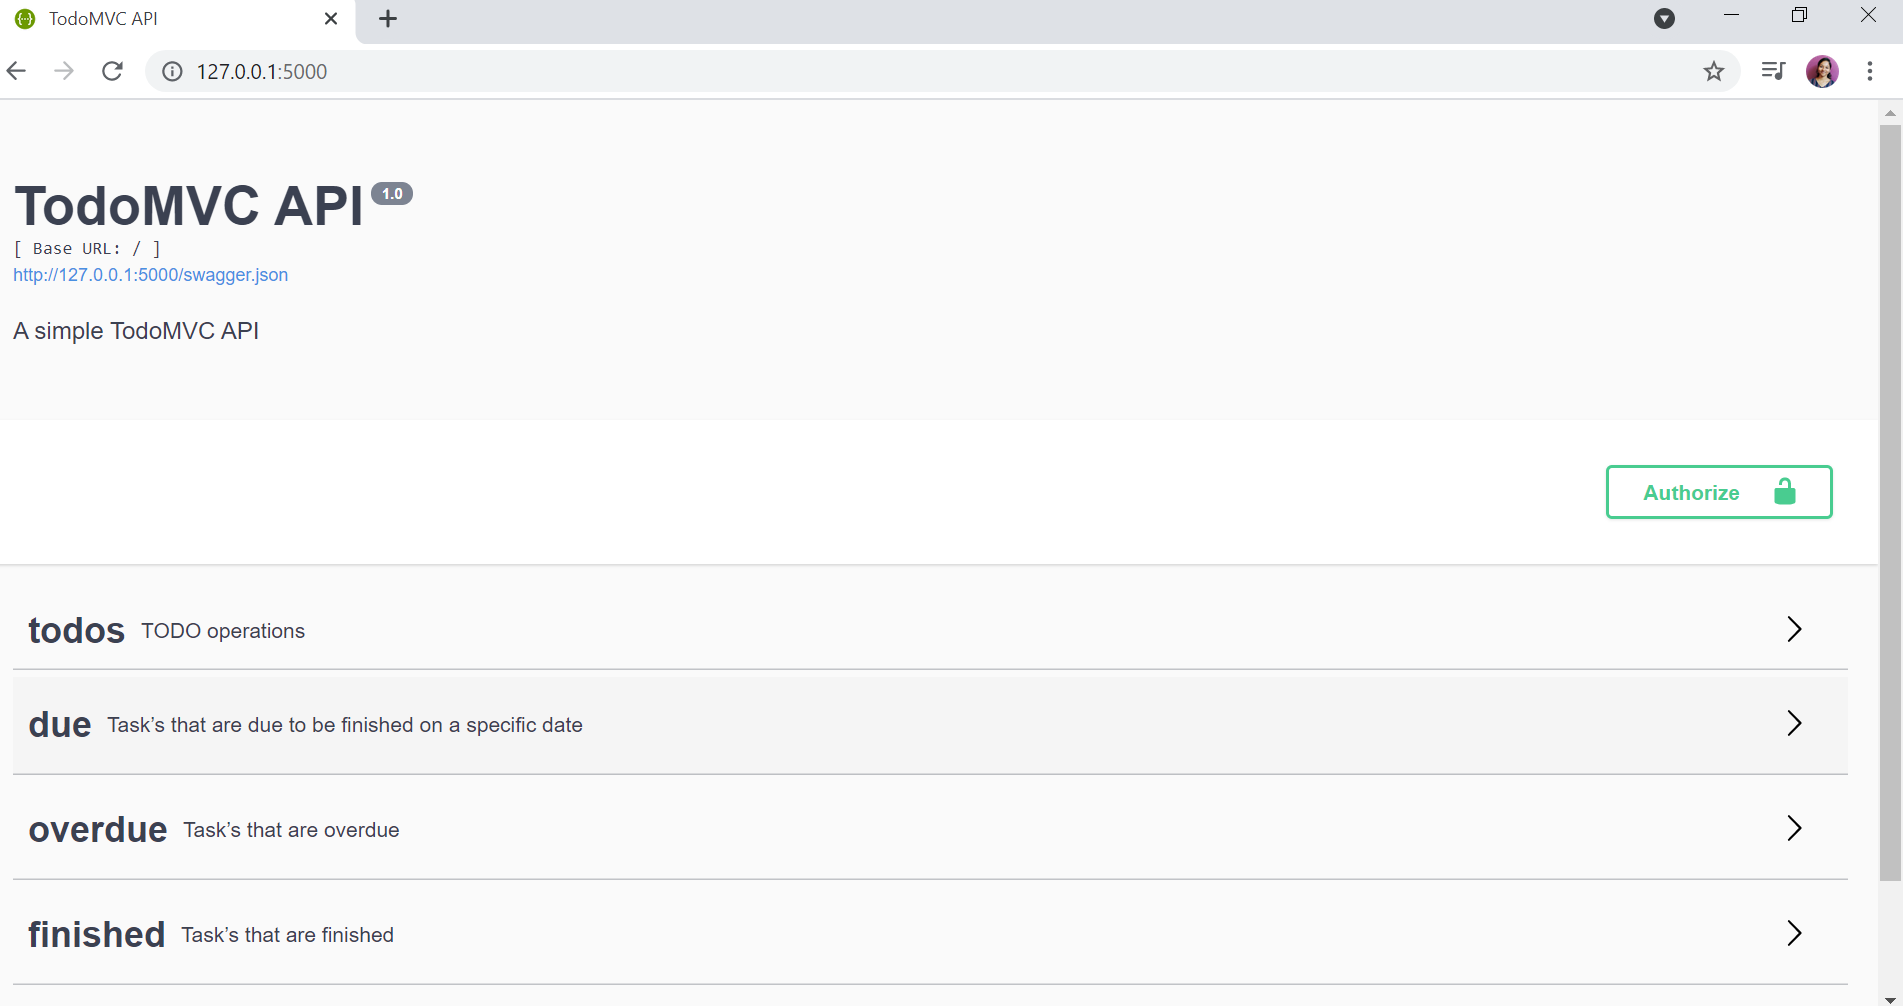 TodoMVC API
127.0.0.1:5000
TodoMVC API 1.0
[ Base URL: / ]
http://127.0.0.1:5000/swagger.json
A simple TodoMVC API
Authorize
todos TODO operations
due Task’s that are due to be finished on a specific date
overdue Task’s that are overdue
finished Task’s that are finished